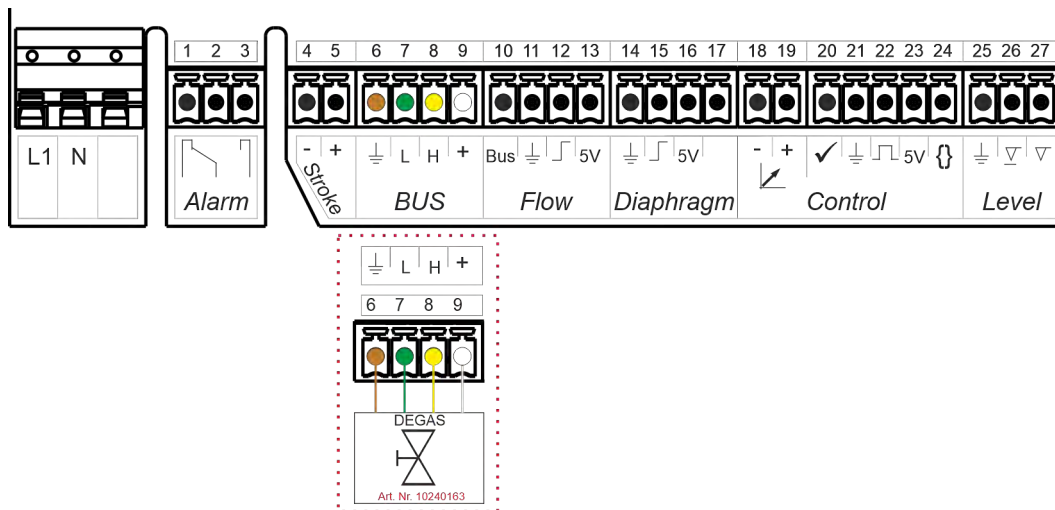 1 2 3 4 5 6 7 8 9 10 11 12 13 14 15 16 17 18 19 20 21 22 23 24 25 26 27
L1 N - + L H + Bus 5V 5V - + ✓ 5V {}
Alarm Stroke BUS Flow Diaphragm Control Level
L H +
6 7 8 9
DEGAS
Art. Nr. 10240163